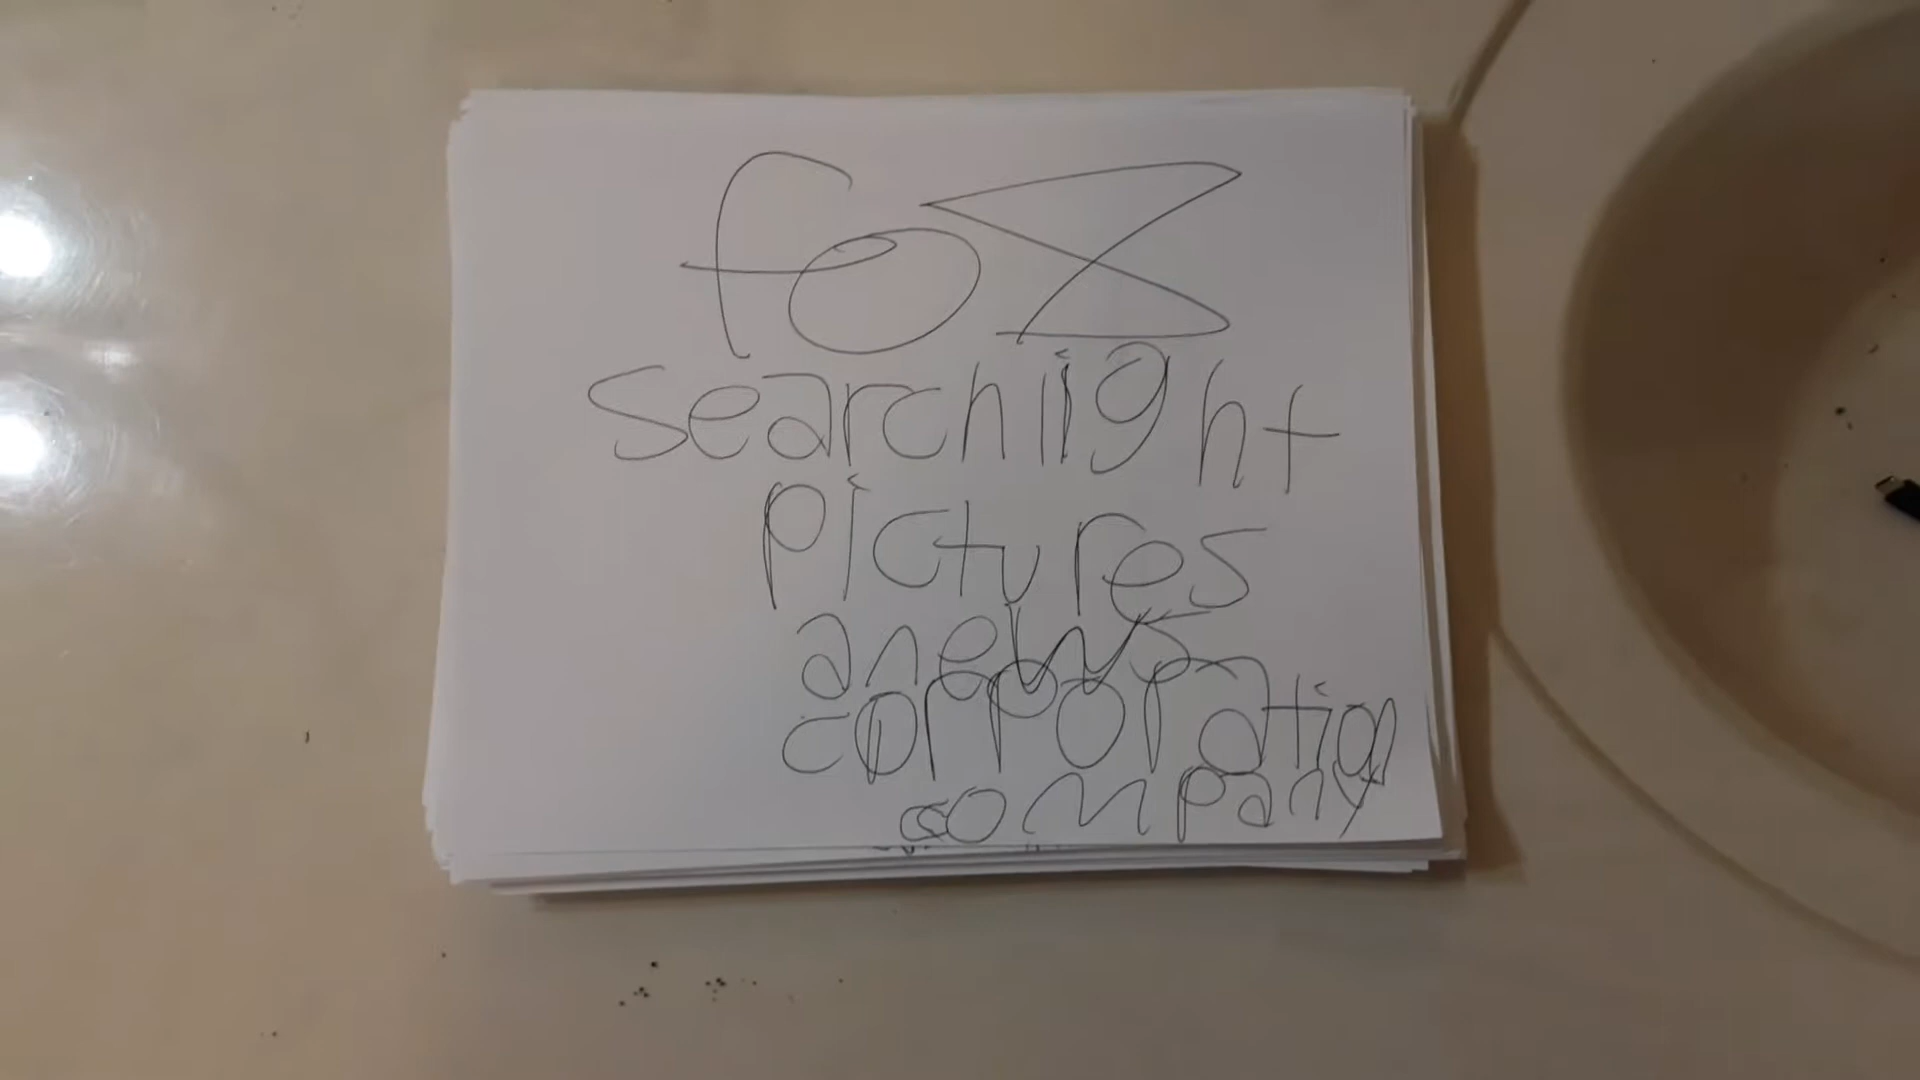 fox
searchlight
pictures
a news
corporation
company